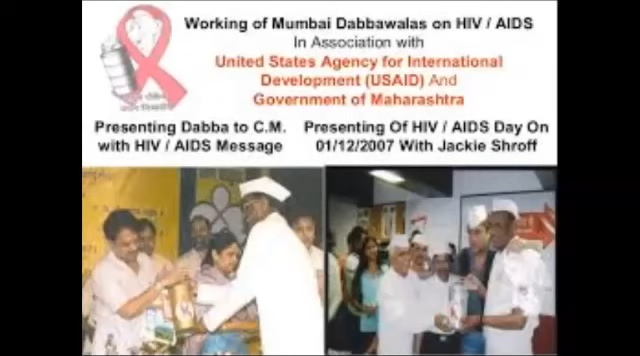 Working of Mumbai Dabbawalas on HIV / AIDS
In Association with
United States Agency for International
Development (USAID) And
Government of Maharashtra
Presenting Dabba to C.M.
with HIV / AIDS Message
Presenting Of HIV / AIDS Day On
01/12/2007 With Jackie Shroff